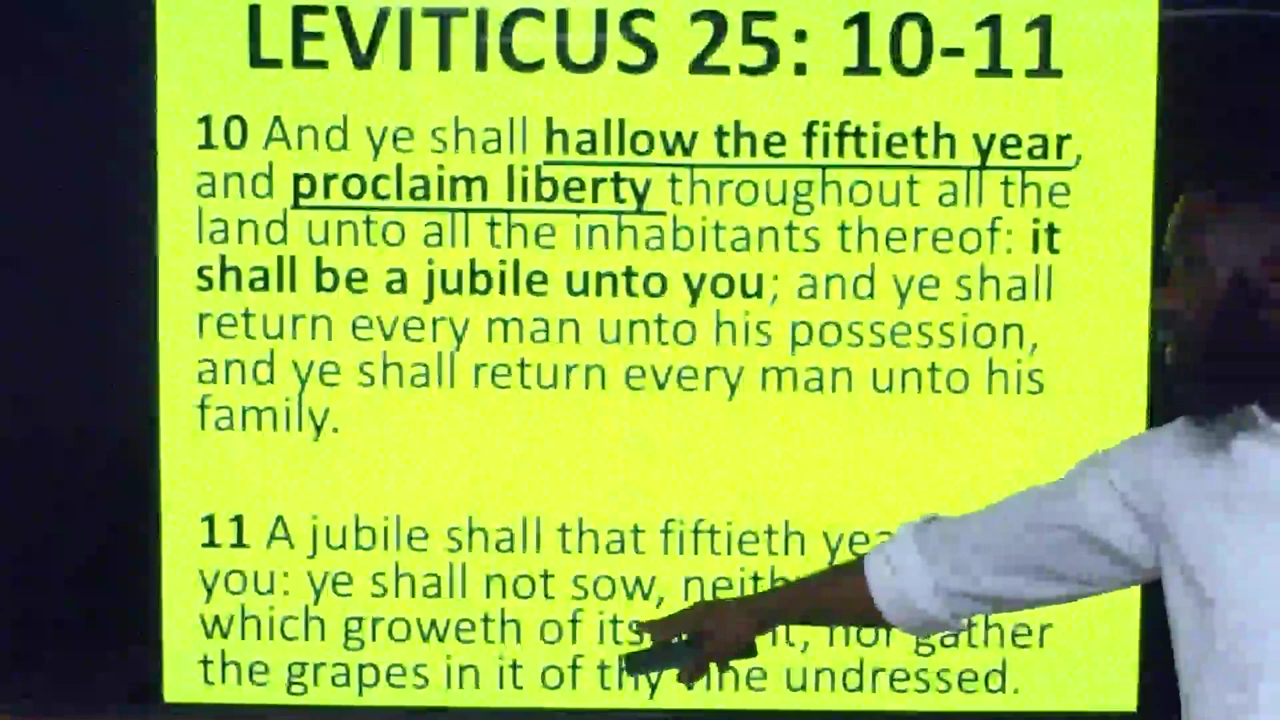 LEVITICUS 25: 10-11
10 And ye shall hallow the fiftieth year,
and proclaim liberty throughout all the
land unto all the inhabitants thereof: it
shall be a jubile unto you; and ye shall
return every man unto his possession,
and ye shall return every man unto his
family.
11 A jubile shall that fiftieth
you: ye shall not sow,
which groweth of nor gather
the grapes in it of thy vine undressed.